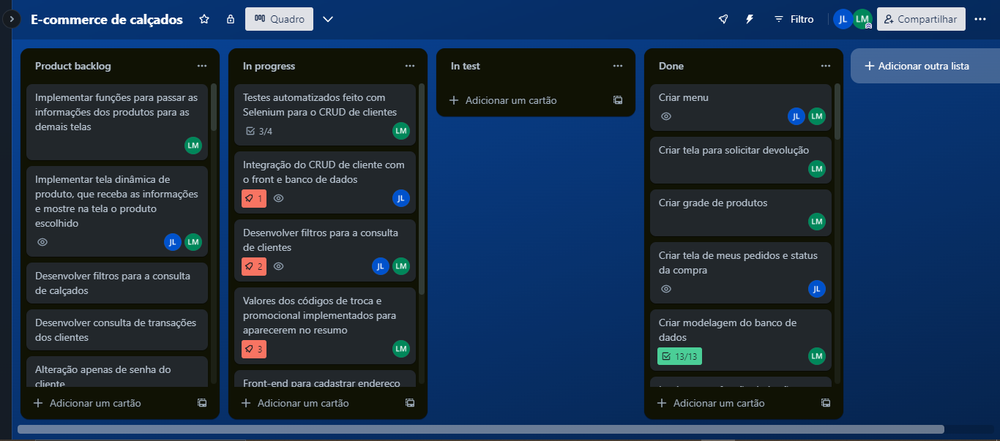 E-commerce de calçados
Quadro
Filtro
JL
LM
Compartilhar
Product backlog
Implementar funções para passar as
informações dos produtos para as
demais telas
LM
Implementar tela dinâmica de
produto, que receba as informações
e mostre na tela o produto
escolhido
JL LM
Desenvolver filtros para a consulta
de calçados
Desenvolver consulta de transações
dos clientes
Alteração apenas de senha do
cliente
Adicionar um cartão
In progress
Testes automatizados feito com
Selenium para o CRUD de clientes
3/4
LM
Integração do CRUD de cliente com
o front e banco de dados
1
JL
Desenvolver filtros para a consulta
de clientes
2
JL LM
Valores dos códigos de troca e
promocional implementados para
aparecerem no resumo
3
LM
Front-end para cadastrar endereço
Adicionar um cartão
In test
Adicionar um cartão
Done
Criar menu
JL LM
Criar tela para solicitar devolução
LM
Criar grade de produtos
LM
Criar tela de meus pedidos e status
da compra
JL
Criar modelagem do banco de
dados
13/13
LM
Adicionar um cartão
Adicionar outra lista